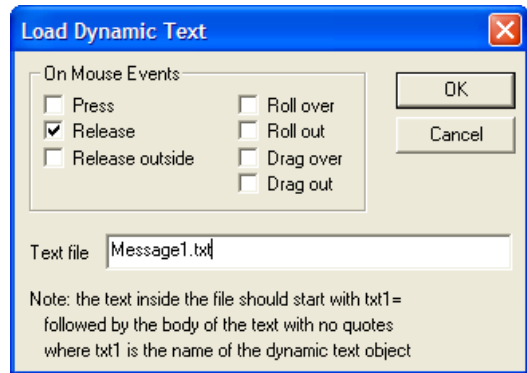 Load Dynamic Text
On Mouse Events
Press
Release
Release outside
Roll over
Roll out
Drag over
Drag out
OK
Cancel
Text file Message1.txt
Note: the text inside the file should start with txt1=
followed by the body of the text with no quotes
where txt1 is the name of the dynamic text object